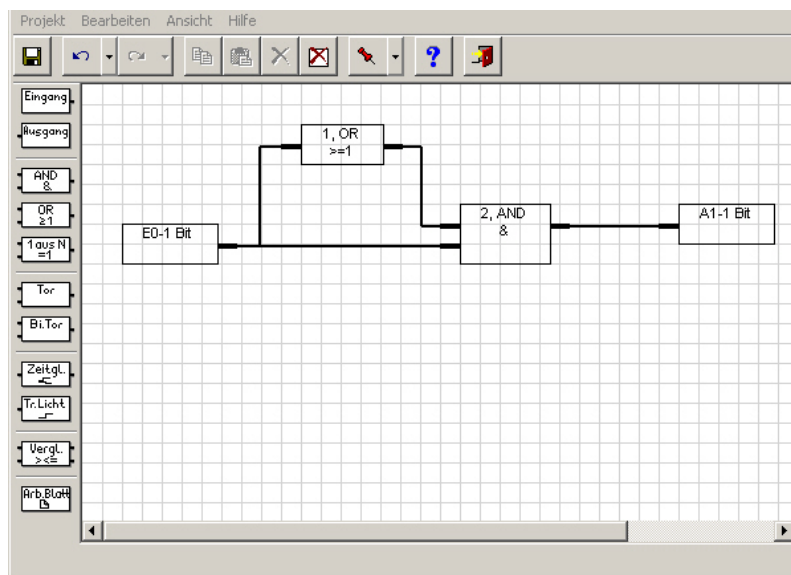 Projekt Bearbeiten Ansicht Hilfe
Eingang
Ausgang
AND
&
OR
≥1
1 aus N
=1
Tor
Bi.Tor
Zeitgl.
Tr.Licht
Vergl.
><=
Arb.Blatt
1, OR
>=1
E0-1 Bit
2, AND
&
A1-1 Bit